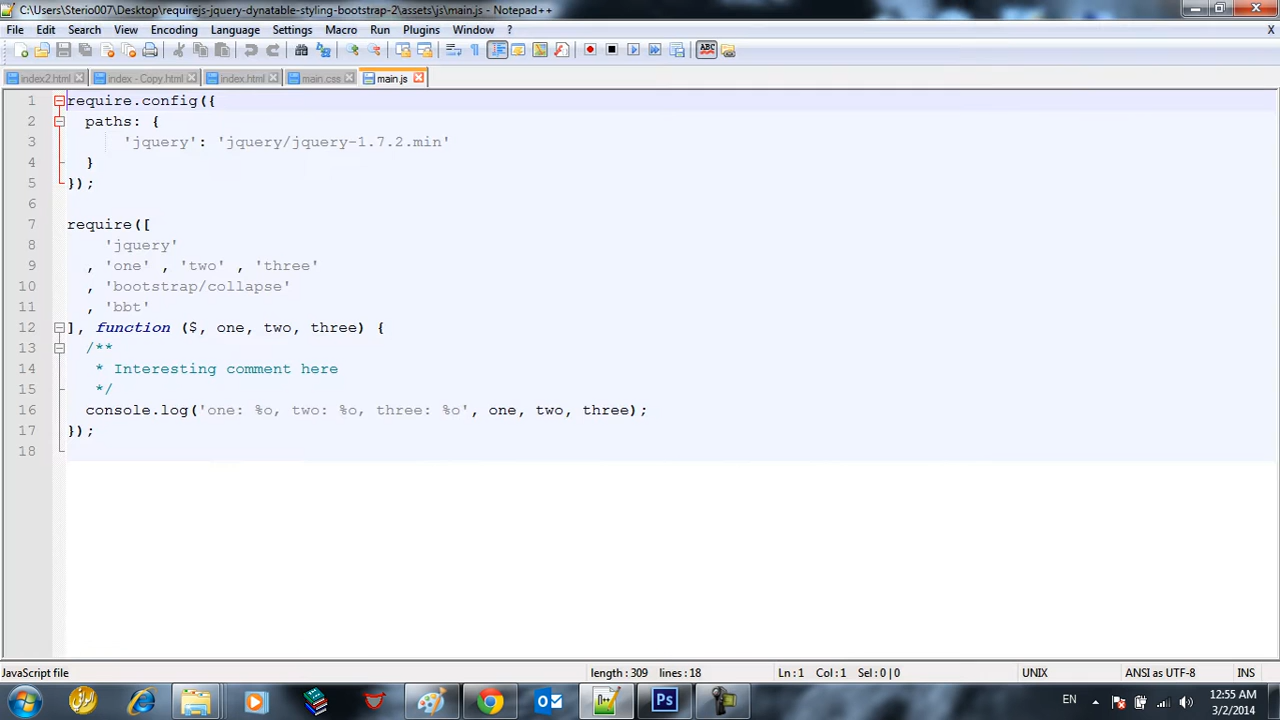 C:\Users\Sterio007\Desktop\requirejs-jquery-dynatable-styling-bootstrap-2\assets\js\main.js - Notepad++
File Edit Search View Encoding Language Settings Macro Run Plugins Window ? X
index2.html index - Copy.html index.html main.css main.js
1 require.config({
2 paths: {
3 'jquery': 'jquery/jquery-1.7.2.min'
4 }
5 });
6
7 require([
8 'jquery'
9 , 'one' , 'two' , 'three'
10 , 'bootstrap/collapse'
11 , 'bbt'
12 ], function ($, one, two, three) {
13 /**
14 * Interesting comment here
15 */
16 console.log('one: %o, two: %o, three: %o', one, two, three);
17 });
18
JavaScript file length : 309 lines : 18 Ln : 1 Col : 1 Sel : 0 | 0 UNIX ANSI as UTF-8 INS
Ps EN 12:55 AM
3/2/2014